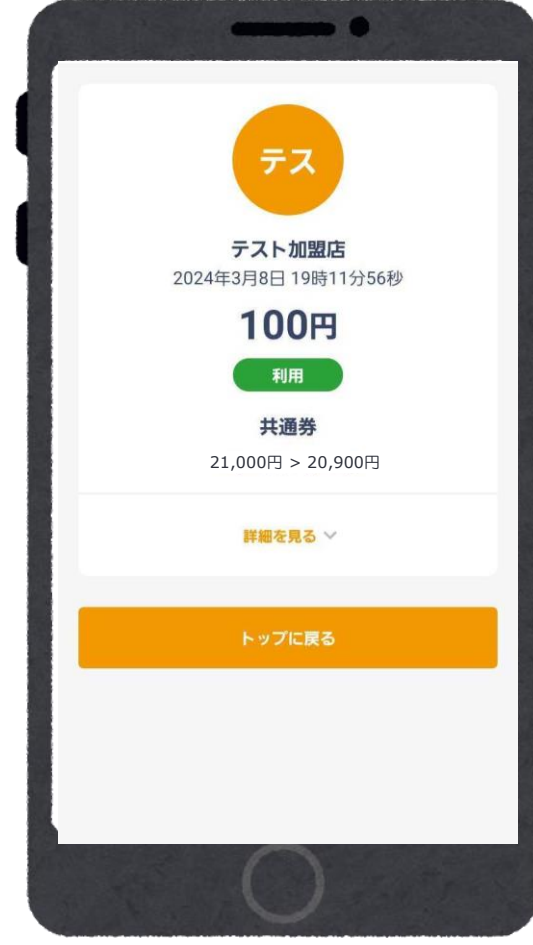 テス
テスト加盟店
2024年3月8日 19時11分56秒
100円
利用
共通券
21,000円 > 20,900円
詳細を見る
トップに戻る